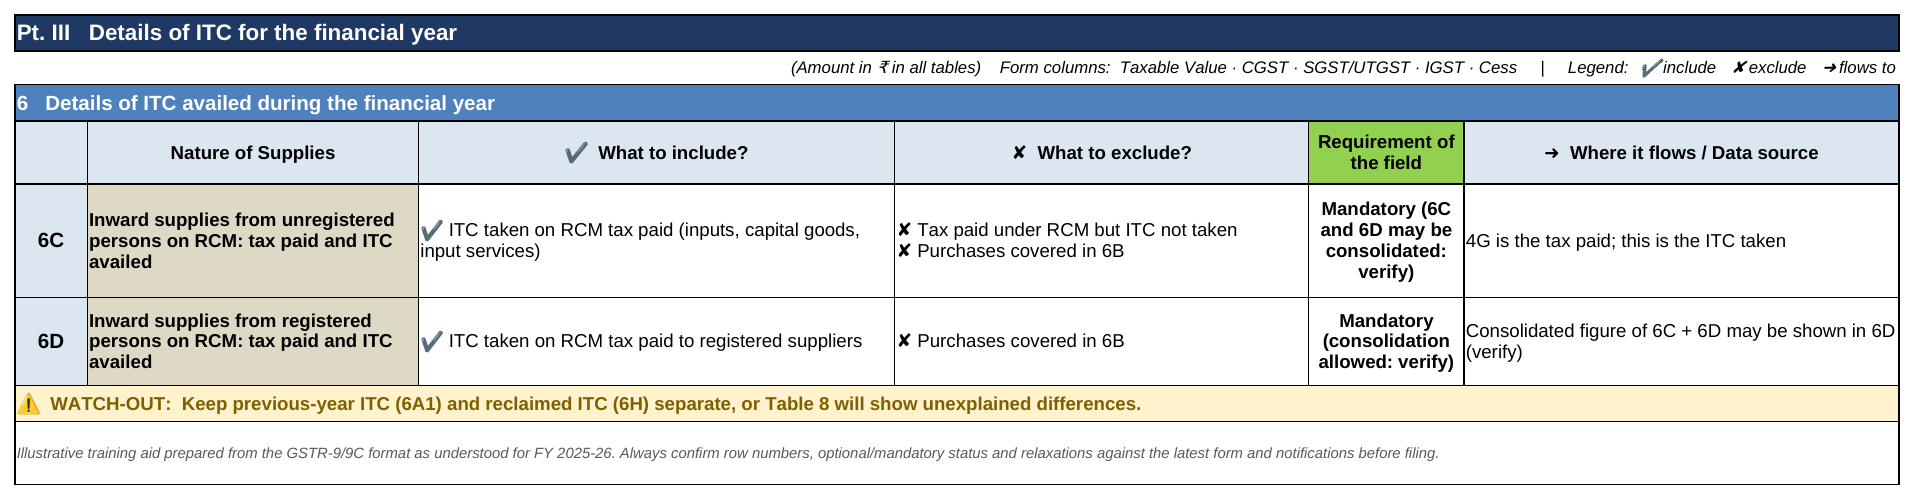 Pt. III Details of ITC for the financial year
(Amount in ₹ in all tables) Form columns: Taxable Value · CGST · SGST/UTGST · IGST · Cess | Legend: ✔ include ✘ exclude ➜ flows to
6 Details of ITC availed during the financial year
Nature of Supplies
✔ What to include?
✘ What to exclude?
Requirement of
the field
➜ Where it flows / Data source
6C
Inward supplies from unregistered
persons on RCM: tax paid and ITC
availed
✔ ITC taken on RCM tax paid (inputs, capital goods,
input services)
✘ Tax paid under RCM but ITC not taken
✘ Purchases covered in 6B
Mandatory (6C
and 6D may be
consolidated:
verify)
4G is the tax paid; this is the ITC taken
6D
Inward supplies from registered
persons on RCM: tax paid and ITC
availed
✔ ITC taken on RCM tax paid to registered suppliers
✘ Purchases covered in 6B
Mandatory
(consolidation
allowed: verify)
Consolidated figure of 6C + 6D may be shown in 6D
(verify)
⚠ WATCH-OUT: Keep previous-year ITC (6A1) and reclaimed ITC (6H) separate, or Table 8 will show unexplained differences.
Illustrative training aid prepared from the GSTR-9/9C format as understood for FY 2025-26. Always confirm row numbers, optional/mandatory status and relaxations against the latest form and notifications before filing.